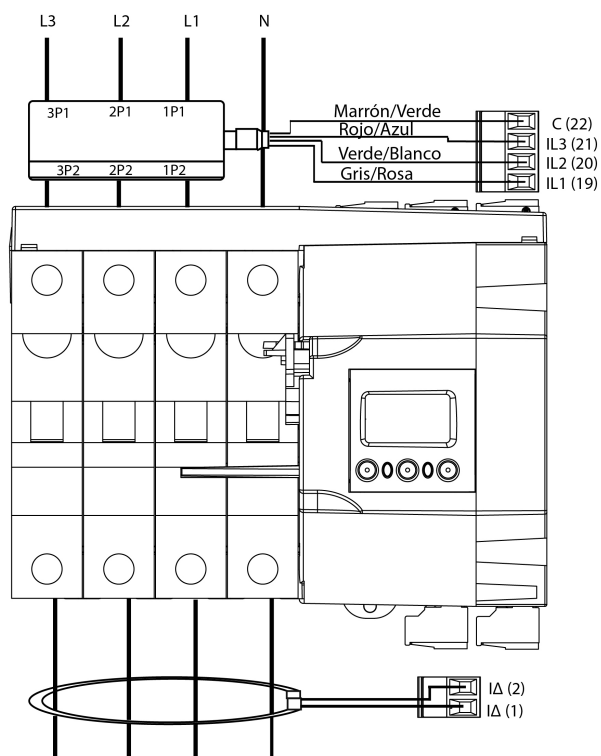 L3 L2 L1 N
3P1 2P1 1P1
3P2 2P2 1P2
Marrón/Verde
Rojo/Azul
Verde/Blanco
Gris/Rosa
C (22)
IL3 (21)
IL2 (20)
IL1 (19)
IΔ (2)
IΔ (1)